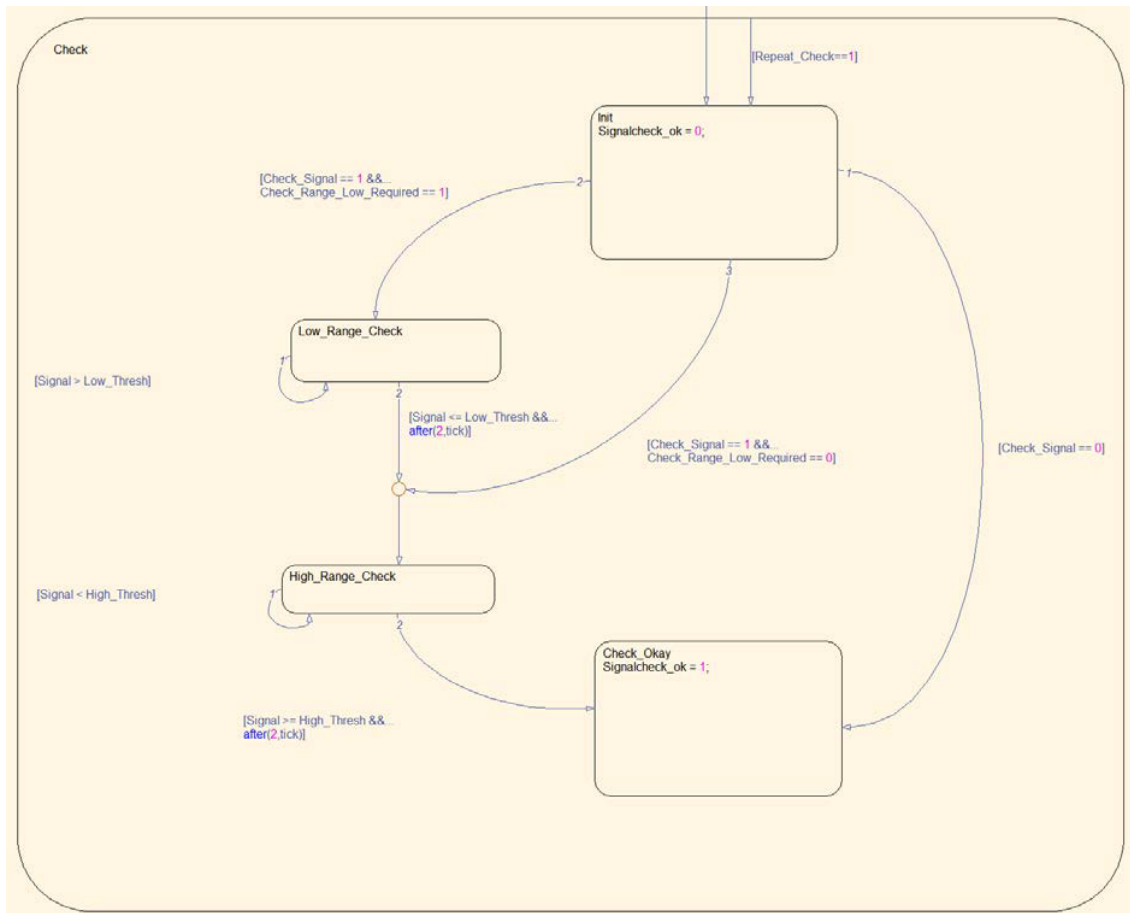 Check
[Repeat_Check==1]
Init
Signalcheck_ok = 0;
1
2
[Check_Signal == 1 &&...
Check_Range_Low_Required == 1]
3
Low_Range_Check
1
[Signal > Low_Thresh]
2
[Signal <= Low_Thresh &&...
after(2,tick)]
[Check_Signal == 1 &&...
Check_Range_Low_Required == 0]
[Check_Signal == 0]
High_Range_Check
1
[Signal < High_Thresh]
2
Check_Okay
Signalcheck_ok = 1;
[Signal >= High_Thresh &&...
after(2,tick)]